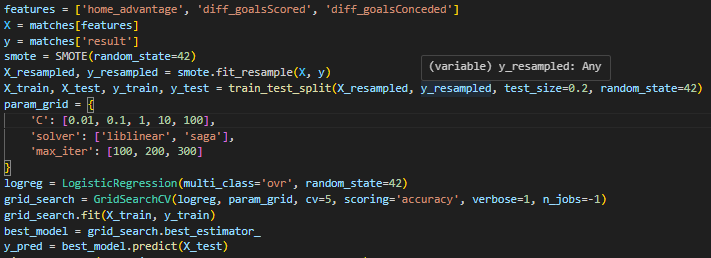 features = ['home_advantage', 'diff_goalsScored', 'diff_goalsConceded']
X = matches[features]
y = matches['result']
smote = SMOTE(random_state=42)
X_resampled, y_resampled = smote.fit_resample(X, y)
(variable) y_resampled: Any
X_train, X_test, y_train, y_test = train_test_split(X_resampled, y_resampled, test_size=0.2, random_state=42)
param_grid = {
    'C': [0.01, 0.1, 1, 10, 100],
    'solver': ['liblinear', 'saga'],
    'max_iter': [100, 200, 300]
}
logreg = LogisticRegression(multi_class='ovr', random_state=42)
grid_search = GridSearchCV(logreg, param_grid, cv=5, scoring='accuracy', verbose=1, n_jobs=-1)
grid_search.fit(X_train, y_train)
best_model = grid_search.best_estimator_
y_pred = best_model.predict(X_test)